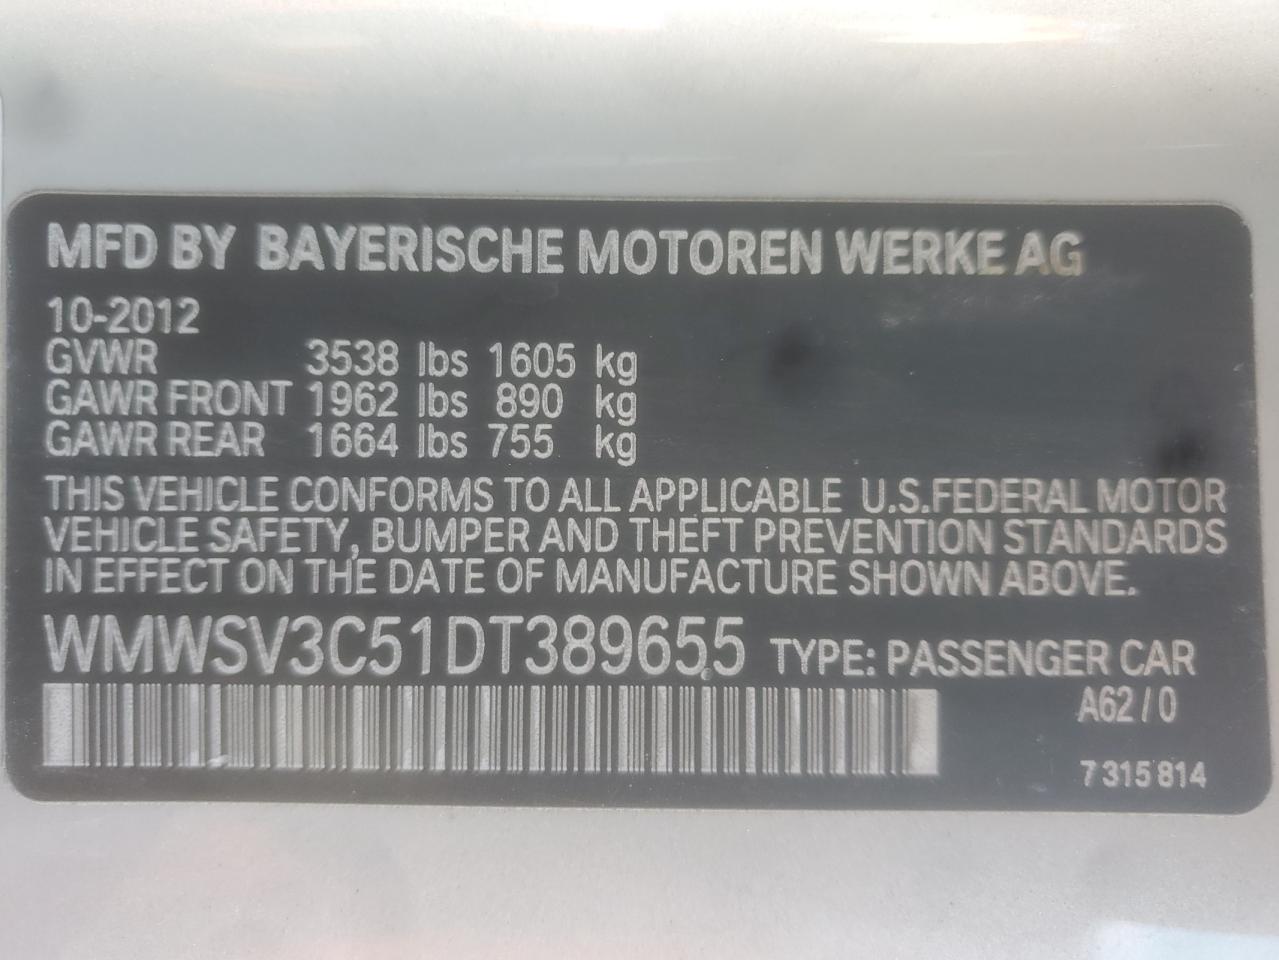 MFD BY BAYERISCHE MOTOREN WERKE AG
10-2012
GVWR 3538 lbs 1605 kg
GAWR FRONT 1962 lbs 890 kg
GAWR REAR 1664 lbs 755 kg
THIS VEHICLE CONFORMS TO ALL APPLICABLE U.S.FEDERAL MOTOR
VEHICLE SAFETY, BUMPER AND THEFT PREVENTION STANDARDS
IN EFFECT ON THE DATE OF MANUFACTURE SHOWN ABOVE.
WMWSV3C51DT389655 TYPE: PASSENGER CAR
A62/0
7 315 814